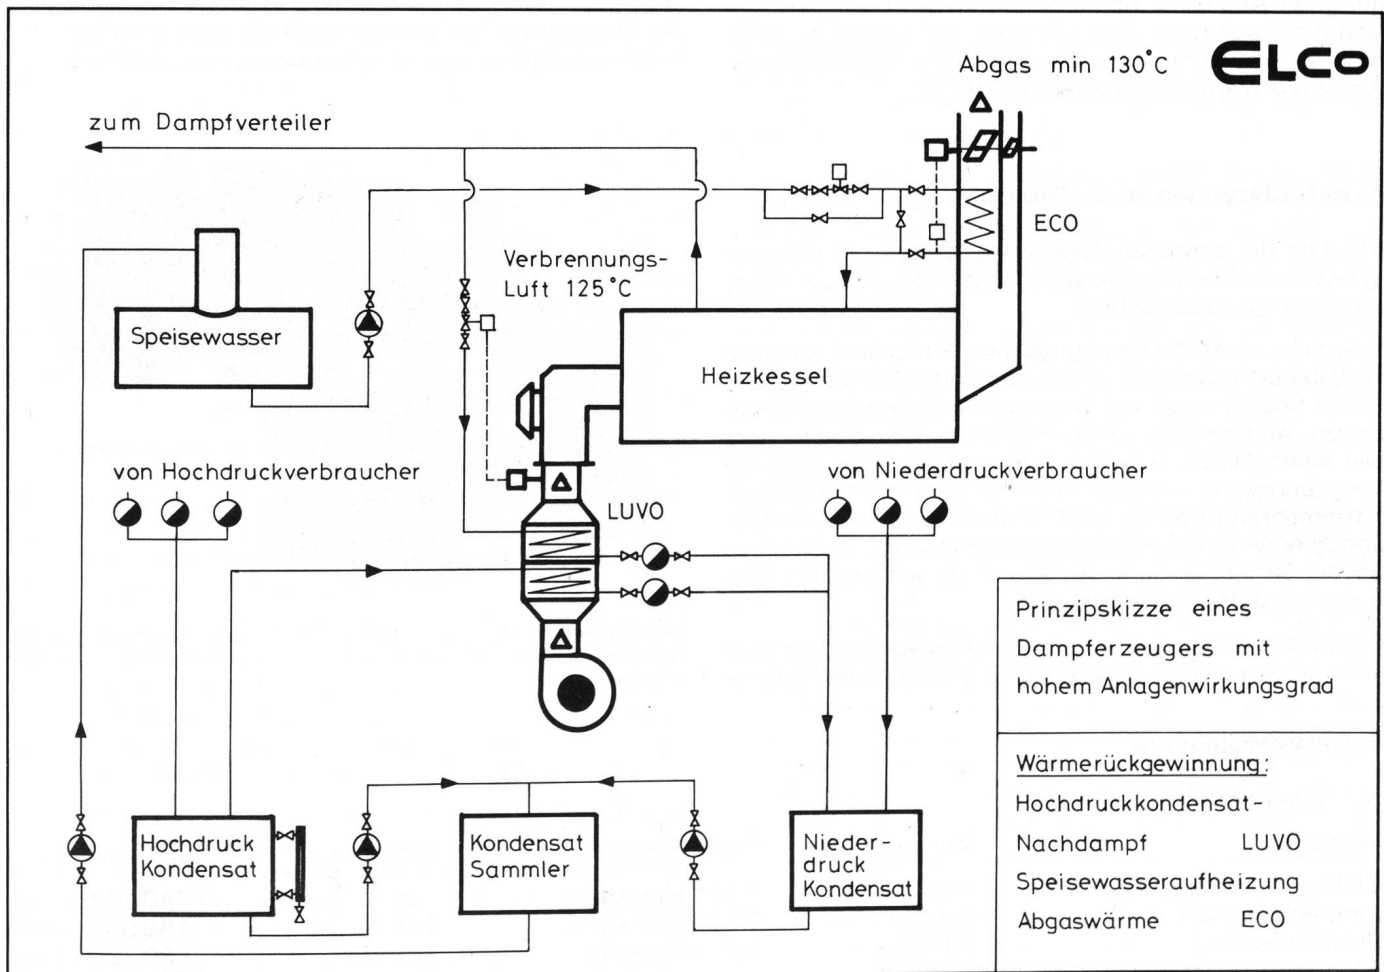 Abgas min 130°C
ELCO
zum Dampfverteiler
ECO
Verbrennungs-
Luft 125°C
Speisewasser
Heizkessel
von Hochdruckverbraucher
von Niederdruckverbraucher
LUVO
Prinzipskizze eines
Dampferzeugers mit
hohem Anlagenwirkungsgrad
Wärmerückgewinnung:
Hochdruckkondensat-
Nachdampf LUVO
Speisewasseraufheizung
Abgaswärme ECO
Hochdruck
Kondensat
Kondensat
Sammler
Nieder-
druck
Kondensat